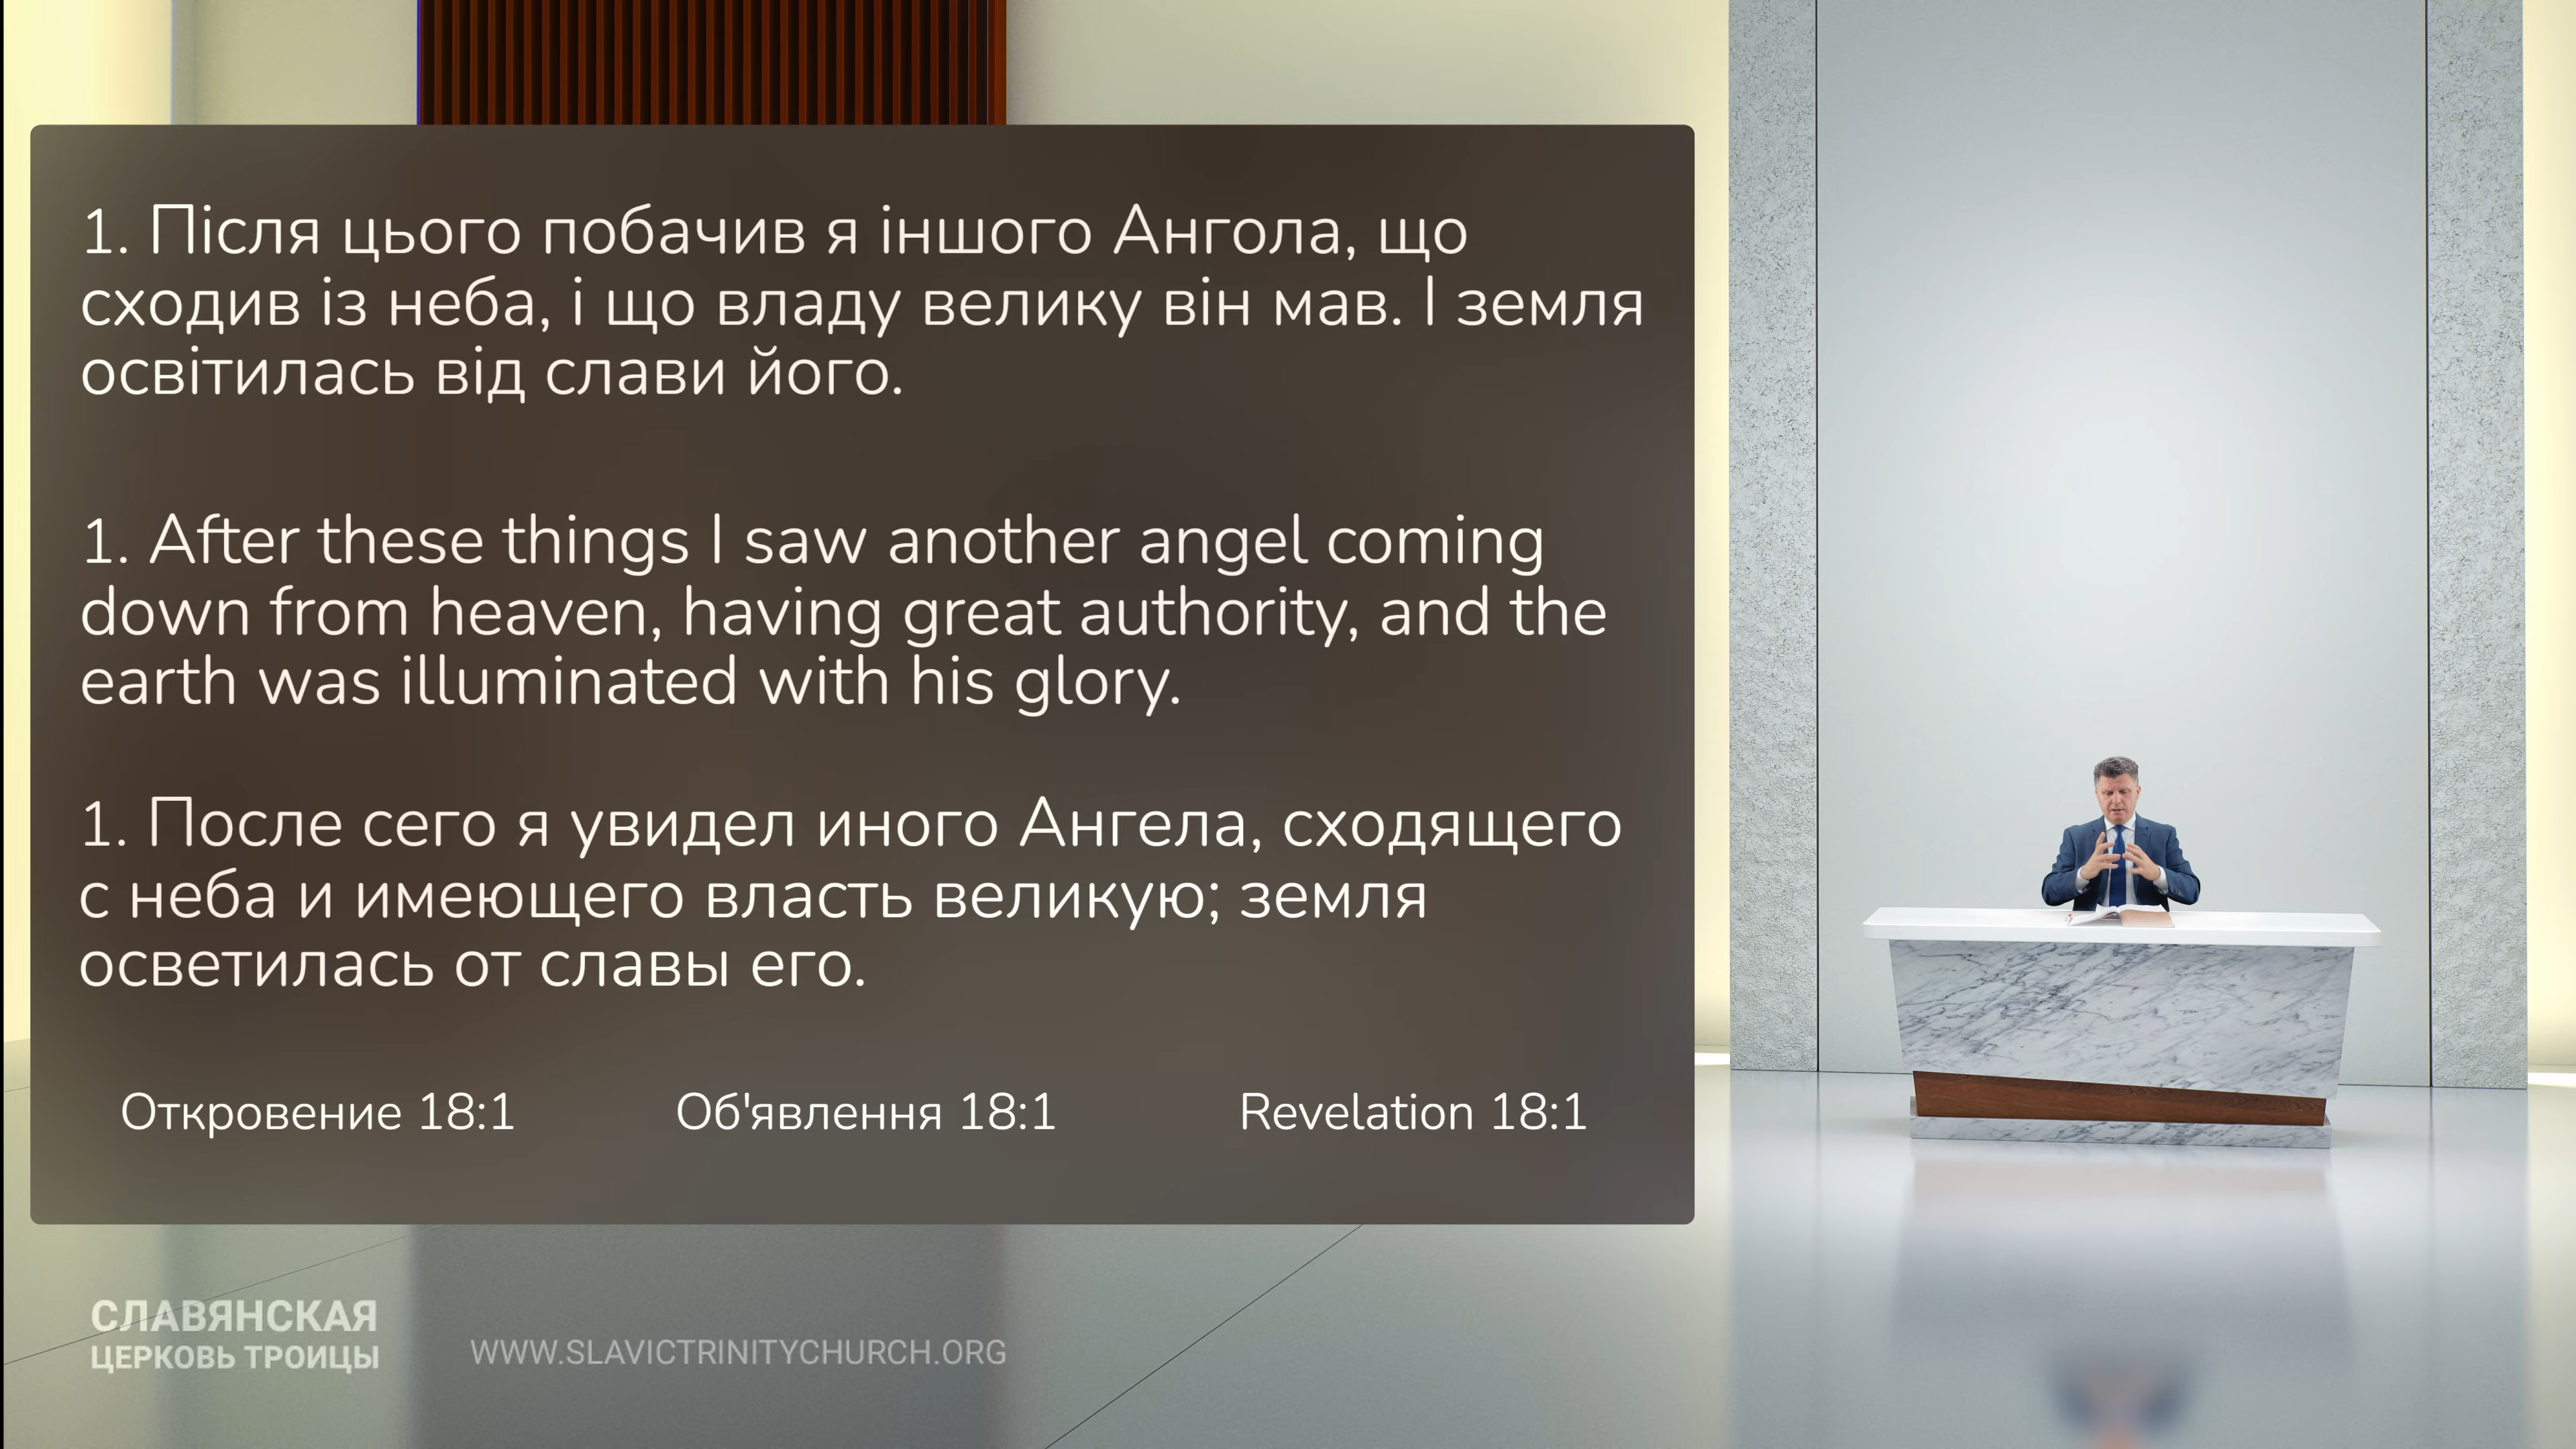 1. Після цього побачив я іншого Ангола, що
сходив із неба, і що владу велику він мав. І земля
освітилась від слави його.
1. After these things I saw another angel coming
down from heaven, having great authority, and the
earth was illuminated with his glory.
1. После сего я увидел иного Ангела, сходящего
с неба и имеющего власть великую; земля
осветилась от славы его.
Откровение 18:1 Об'явлення 18:1 Revelation 18:1
СЛАВЯНСКАЯ
ЦЕРКОВЬ ТРОИЦЫ
WWW.SLAVICTRINITYCHURCH.ORG